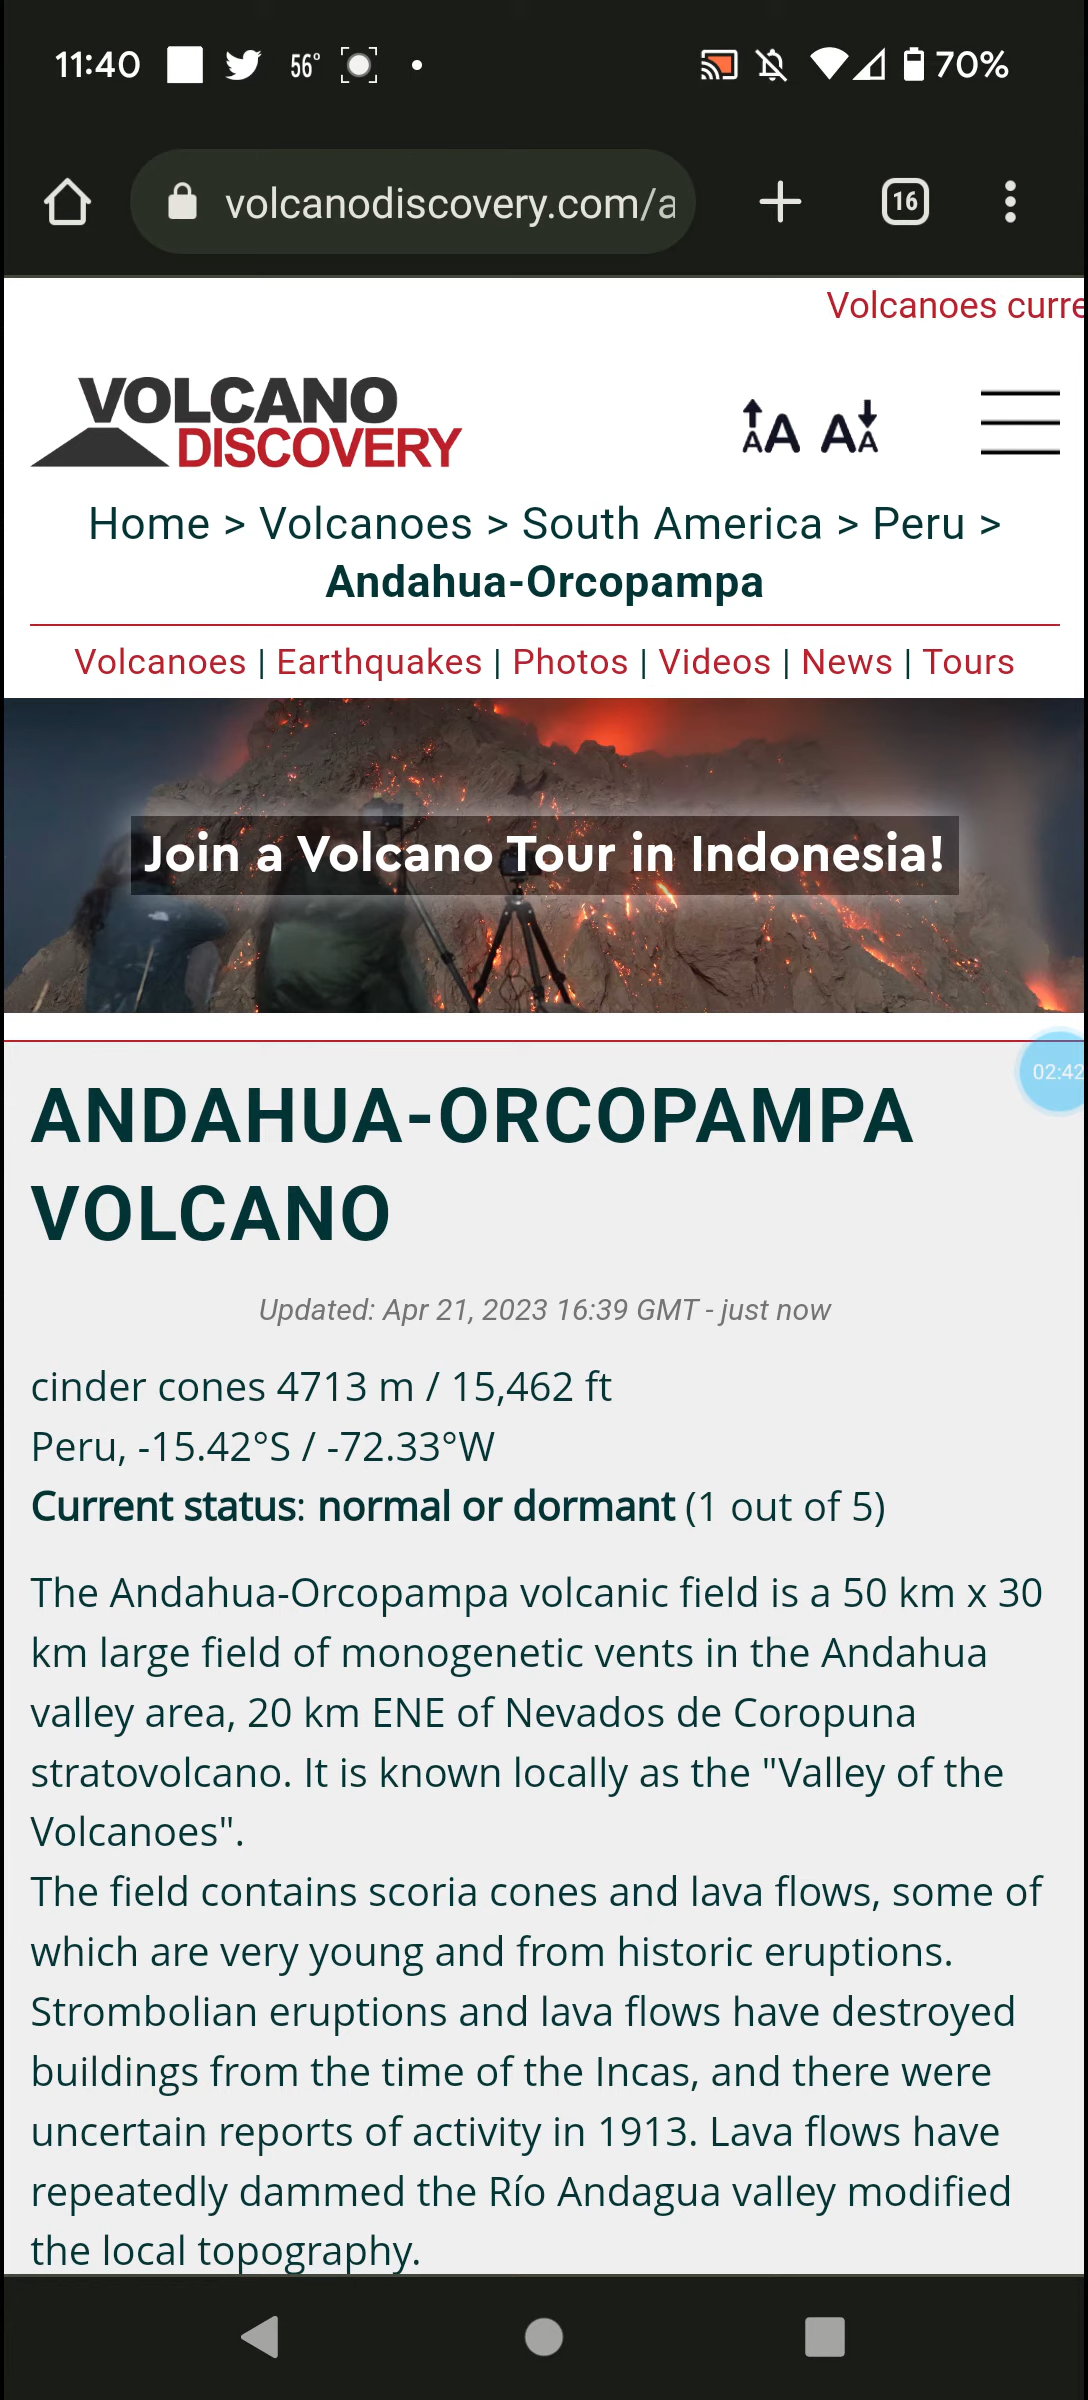 11:40 56° 70%
volcanodiscovery.com/a 16
Volcanoes curre
VOLCANO
DISCOVERY
AA AA
Home > Volcanoes > South America > Peru >
Andahua-Orcopampa
Volcanoes | Earthquakes | Photos | Videos | News | Tours
Join a Volcano Tour in Indonesia!
02:42
ANDAHUA-ORCOPAMPA
VOLCANO
Updated: Apr 21, 2023 16:39 GMT - just now
cinder cones 4713 m / 15,462 ft
Peru, -15.42°S / -72.33°W
Current status: normal or dormant (1 out of 5)
The Andahua-Orcopampa volcanic field is a 50 km x 30
km large field of monogenetic vents in the Andahua
valley area, 20 km ENE of Nevados de Coropuna
stratovolcano. It is known locally as the "Valley of the
Volcanoes".
The field contains scoria cones and lava flows, some of
which are very young and from historic eruptions.
Strombolian eruptions and lava flows have destroyed
buildings from the time of the Incas, and there were
uncertain reports of activity in 1913. Lava flows have
repeatedly dammed the Río Andagua valley modified
the local topography.